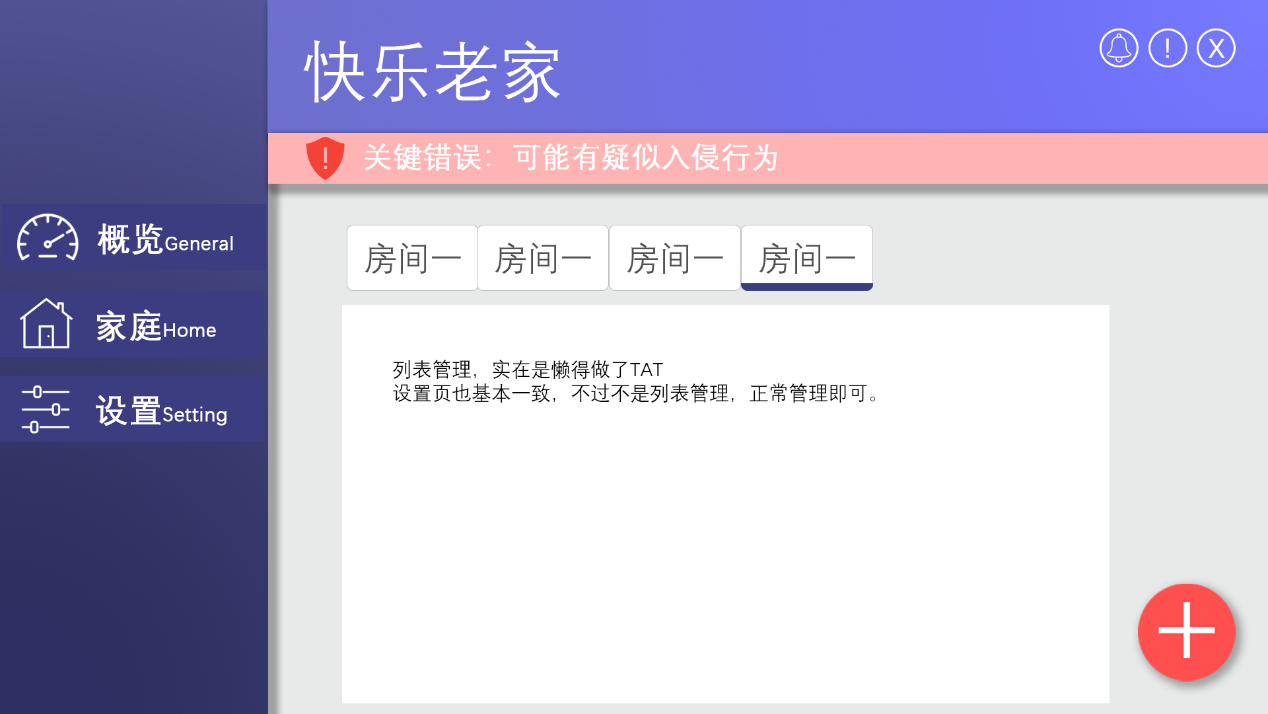 快乐老家
!
X
! 关键错误：可能有疑似入侵行为
概览General
家庭Home
设置Setting
房间一 房间一 房间一 房间一
列表管理，实在是懒得做了TAT
设置页也基本一致，不过不是列表管理，正常管理即可。